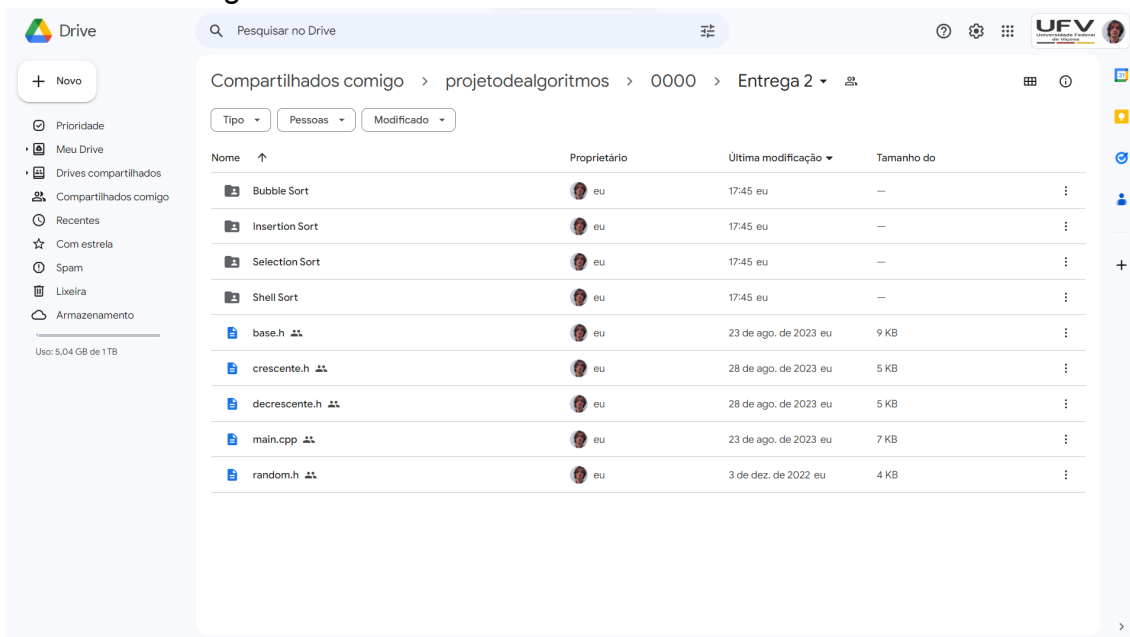 Drive
Pesquisar no Drive
UFV
Universidade Federal
de Viçosa
Novo
Compartilhados comigo > projetodealgoritmos > 0000 > Entrega 2
Tipo Pessoas Modificado
Prioridade
Meu Drive
Drives compartilhados
Compartilhados comigo
Recentes
Com estrela
Spam
Lixeira
Armazenamento
Uso: 5,04 GB de 1 TB
Nome Proprietário Última modificação Tamanho do
Bubble Sort eu 17:45 eu —
Insertion Sort eu 17:45 eu —
Selection Sort eu 17:45 eu —
Shell Sort eu 17:45 eu —
base.h eu 23 de ago. de 2023 eu 9 KB
crescente.h eu 28 de ago. de 2023 eu 5 KB
decrescente.h eu 28 de ago. de 2023 eu 5 KB
main.cpp eu 23 de ago. de 2023 eu 7 KB
random.h eu 3 de dez. de 2022 eu 4 KB
31